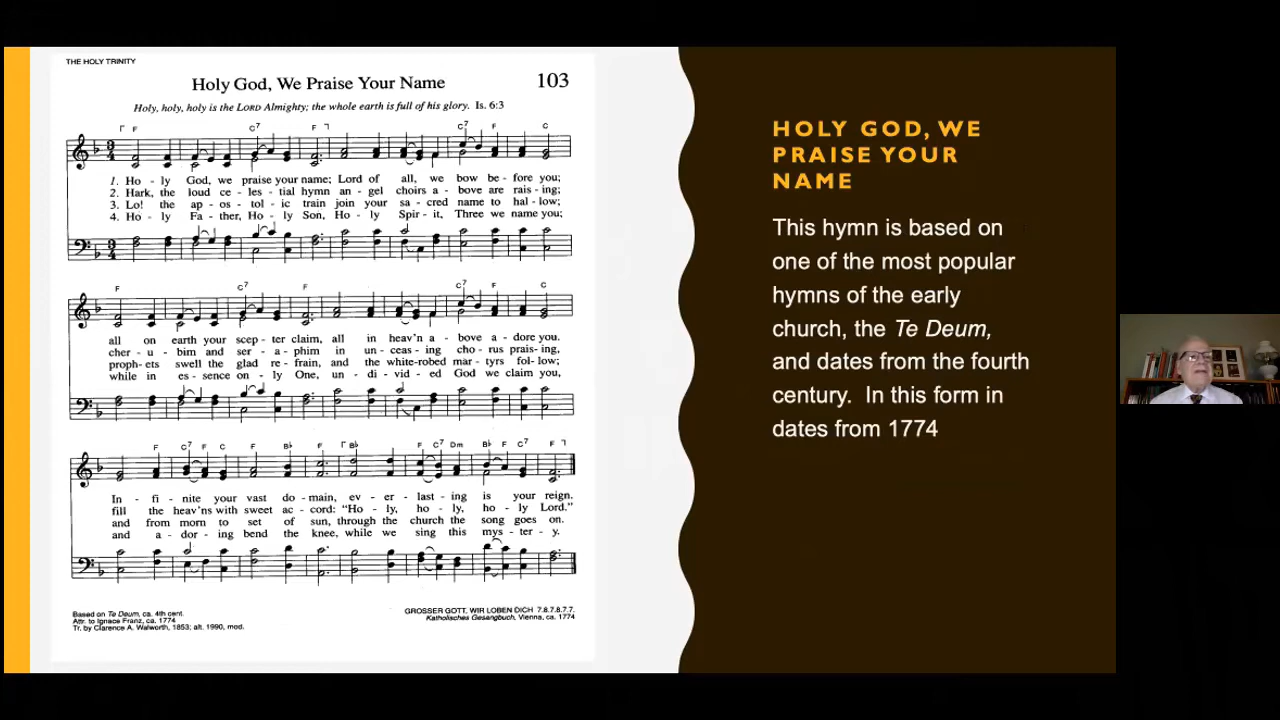 THE HOLY TRINITY
Holy God, We Praise Your Name 103
Holy, holy, holy is the LORD Almighty; the whole earth is full of his glory. Is. 6:3
F C7 F C7 F C
3 4
1. Ho - ly God, we praise your name; Lord of all, we bow be - fore you;
2. Hark, the loud ce - les - tial hymn an - gel choirs a - bove are rais - ing;
3. Lo! the ap - os - tol - ic train join your sa - cred name to hal - low;
4. Ho - ly Fa - ther, Ho - ly Son, Ho - ly Spir - it, Three we name you;
3 4
F C7 F C7 F C
all on earth your scep - ter claim, all in heav'n a - bove a - dore you.
cher - u - bim and ser - a - phim in un - ceas - ing cho - rus prais - ing,
proph - ets swell the glad re - frain, and the white-robed mar - tyrs fol - low;
while in es - sence on - ly One, un - di - vid - ed God we claim you,
F C7 F C F B♭ F B♭ F C7 Dm B♭ F C7 F
In - fi - nite your vast do - main, ev - er - last - ing is your reign.
fill the heav'ns with sweet ac - cord: “Ho - ly, ho - ly, ho - ly Lord.”
and from morn to set of sun, through the church the song goes on.
and a - dor - ing bend the knee, while we sing this mys - ter - y.
Based on Te Deum, ca. 4th cent.
Attr. to Ignace Franz, ca. 1774
Tr. by Clarence A. Walworth, 1853; alt. 1990, mod.
GROSSER GOTT, WIR LOBEN DICH 7.8.7.8.7.7.
Katholisches Gesangbuch, Vienna, ca. 1774
HOLY GOD, WE
PRAISE YOUR
NAME
This hymn is based on
one of the most popular
hymns of the early
church, the Te Deum,
and dates from the fourth
century. In this form in
dates from 1774